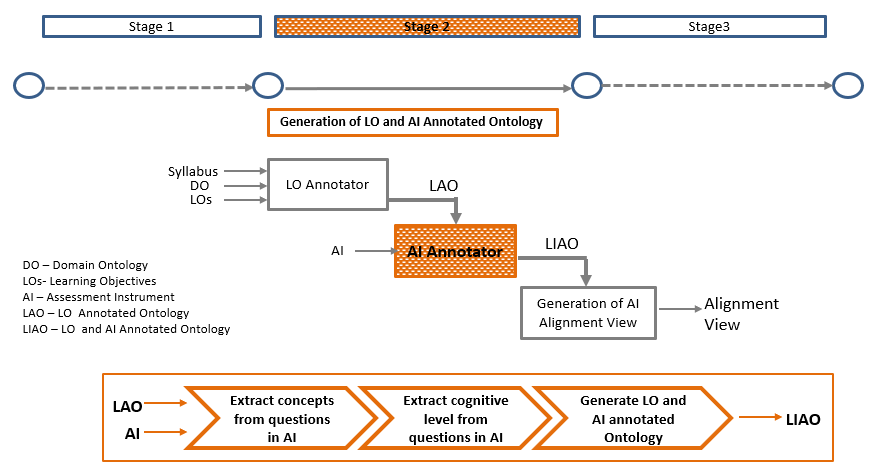 Stage 1
Stage 2
Stage3
Generation of LO and AI Annotated Ontology
Syllabus
DO
LOs
LO Annotator
LAO
AI
AI Annotator
LIAO
Generation of AI
Alignment View
Alignment
View
DO – Domain Ontology
LOs- Learning Objectives
AI – Assessment Instrument
LAO – LO  Annotated Ontology
LIAO – LO  and AI Annotated Ontology
LAO
AI
Extract concepts
from questions
in AI
Extract cognitive
level from
questions in AI
Generate LO and
AI annotated
Ontology
LIAO